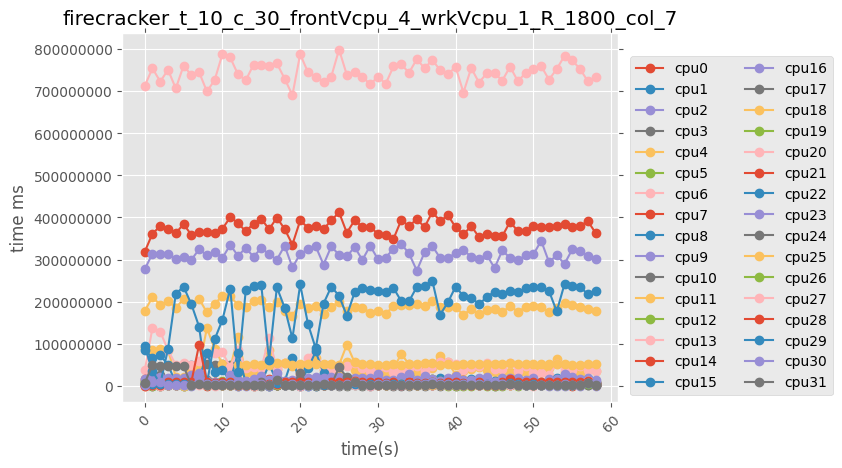 firecracker_t_10_c_30_frontVcpu_4_wrkVcpu_1_R_1800_col_7
800000000
700000000
600000000
500000000
400000000
300000000
200000000
100000000
0
time ms
0
10
20
30
40
50
60
time(s)
cpu0
cpu1
cpu2
cpu3
cpu4
cpu5
cpu6
cpu7
cpu8
cpu9
cpu10
cpu11
cpu12
cpu13
cpu14
cpu15
cpu16
cpu17
cpu18
cpu19
cpu20
cpu21
cpu22
cpu23
cpu24
cpu25
cpu26
cpu27
cpu28
cpu29
cpu30
cpu31